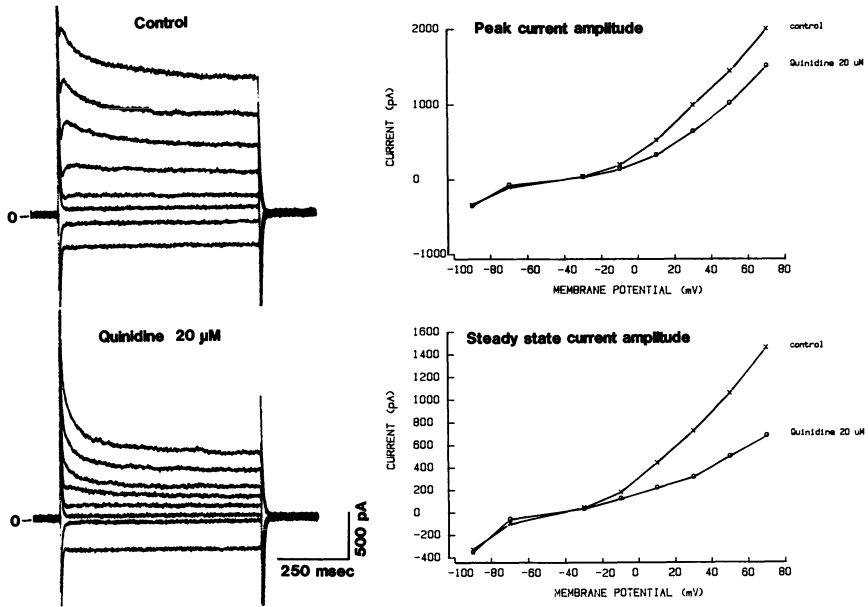 Control
0
Quinidine 20 µM
0
500 pA
250 msec
Peak current amplitude
2000
1000
0
-1000
CURRENT (pA)
control
Quinidine 20 uM
-100 -80 -60 -40 -20 0 20 40 60 80
MEMBRANE POTENTIAL (mV)
Steady state current amplitude
1600
1400
1200
1000
800
600
400
200
0
-200
-400
CURRENT (pA)
control
Quinidine 20 uM
-100 -80 -60 -40 -20 0 20 40 60 80
MEMBRANE POTENTIAL (mV)